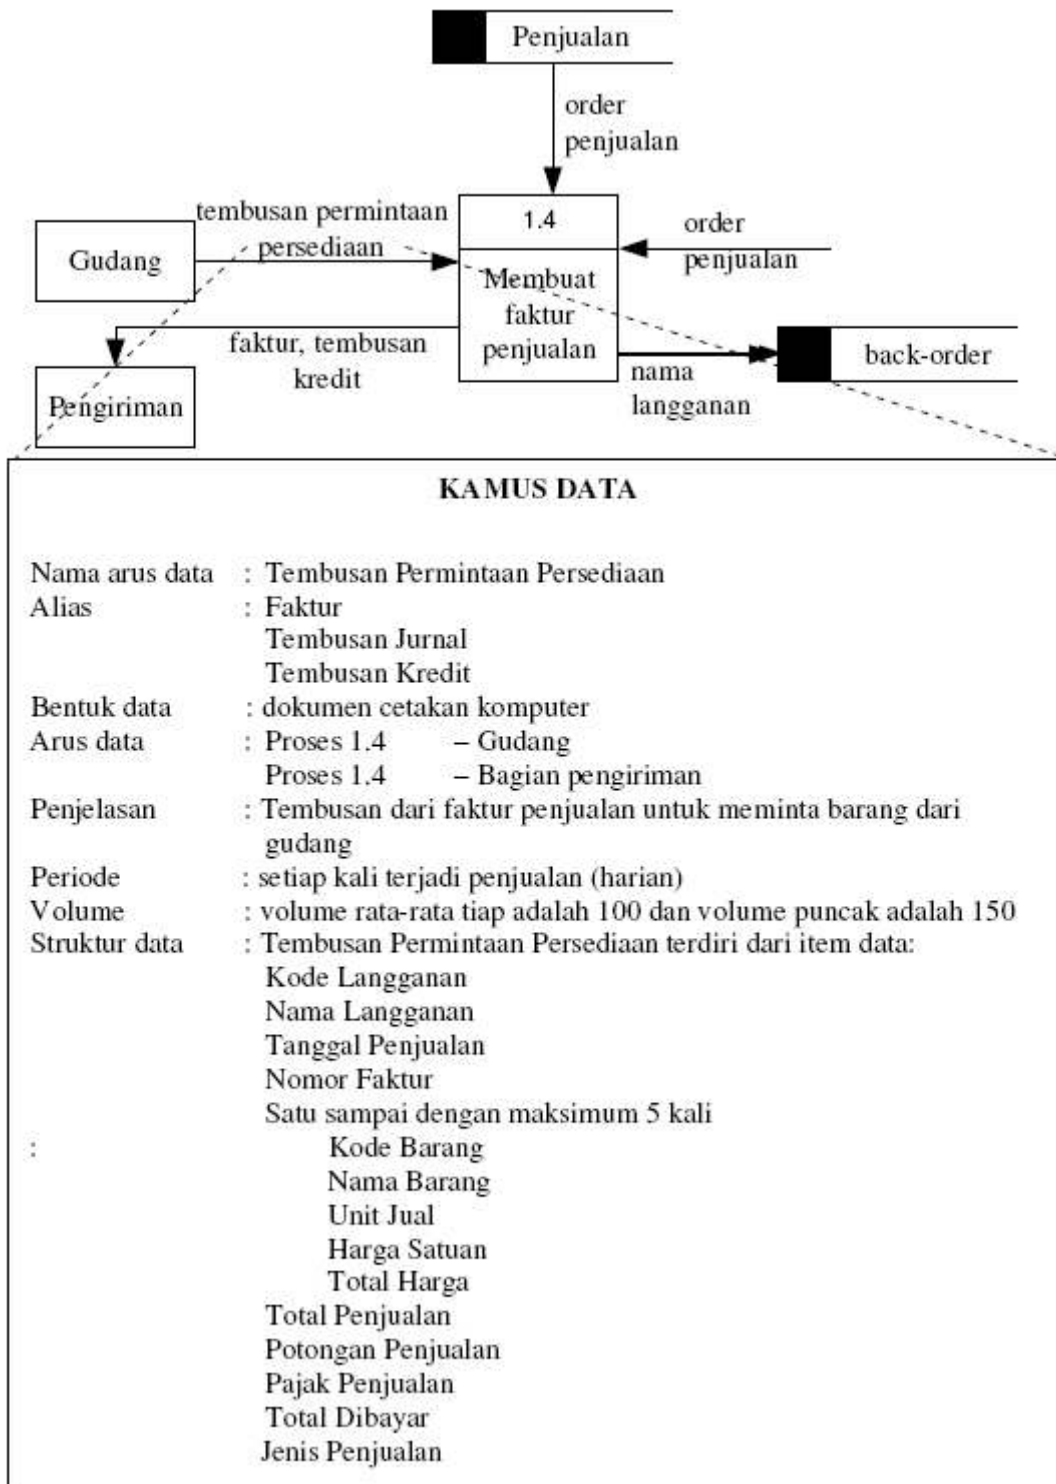 Penjualan
order
penjualan
tembusan permintaan
persediaan
1.4
order
penjualan
Gudang
Membuat
faktur
penjualan
faktur, tembusan
kredit
back-order
nama
langganan
Pengiriman
KAMUS DATA
Nama arus data : Tembusan Permintaan Persediaan
Alias : Faktur
Tembusan Jurnal
Tembusan Kredit
Bentuk data : dokumen cetakan komputer
Arus data : Proses 1.4 – Gudang
Proses 1.4 – Bagian pengiriman
Penjelasan : Tembusan dari faktur penjualan untuk meminta barang dari
gudang
Periode : setiap kali terjadi penjualan (harian)
Volume : volume rata-rata tiap adalah 100 dan volume puncak adalah 150
Struktur data : Tembusan Permintaan Persediaan terdiri dari item data:
Kode Langganan
Nama Langganan
Tanggal Penjualan
Nomor Faktur
Satu sampai dengan maksimum 5 kali
: Kode Barang
Nama Barang
Unit Jual
Harga Satuan
Total Harga
Total Penjualan
Potongan Penjualan
Pajak Penjualan
Total Dibayar
Jenis Penjualan